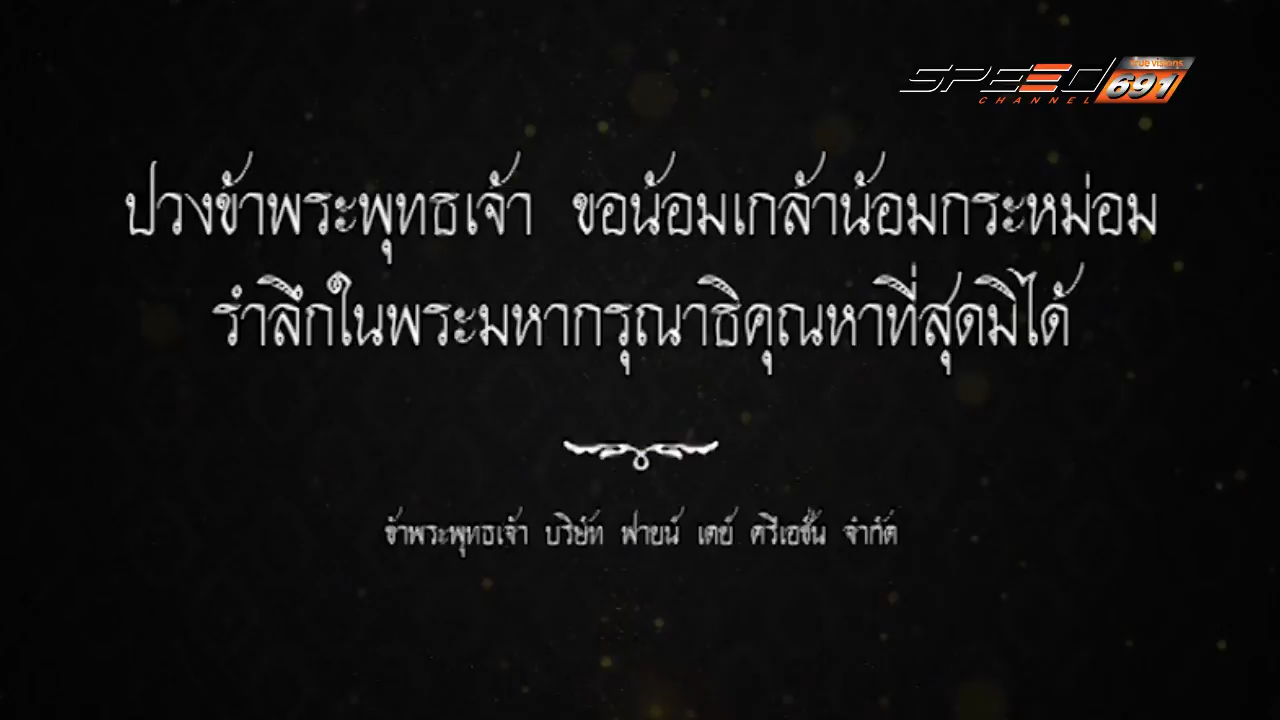 true visions
SPEED 691
CHANNEL
ปวงข้าพระพุทธเจ้า ขอน้อมเกล้าน้อมกระหม่อม
รำลึกในพระมหากรุณาธิคุณหาที่สุดมิได้
ข้าพระพุทธเจ้า บริษัท ฟายน์ เดย์ ครีเอชั่น จำกัด